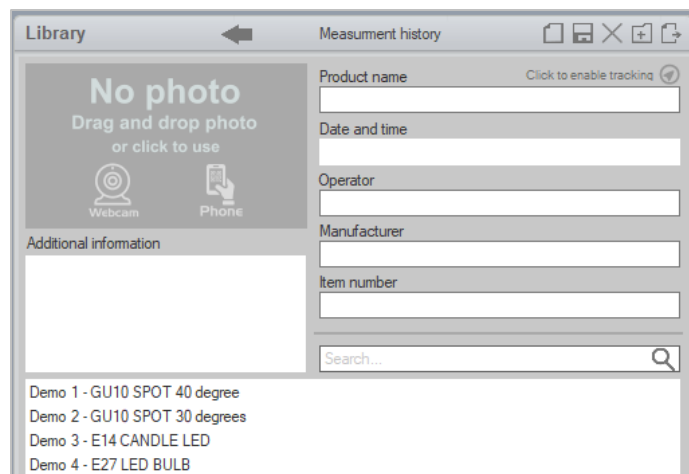 Library
Measurment history
No photo
Drag and drop photo
or click to use
Webcam
Phone
Additional information
Product name
Click to enable tracking
Date and time
Operator
Manufacturer
Item number
Search...
Demo 1 - GU10 SPOT 40 degree
Demo 2 - GU10 SPOT 30 degrees
Demo 3 - E14 CANDLE LED
Demo 4 - E27 LED BULB